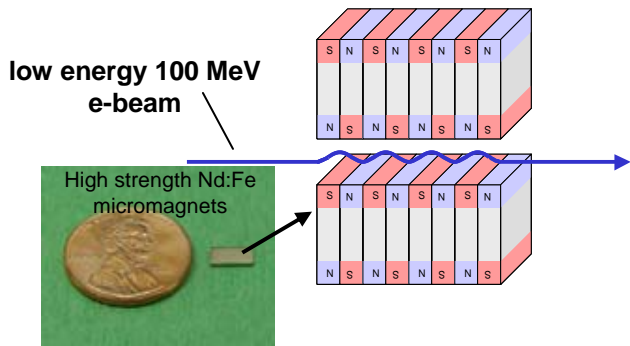 S N S N S N S N
low energy 100 MeV
e-beam
N S N S N S N S
High strength Nd:Fe
micromagnets
S N S N S N S N
N S N S N S N S